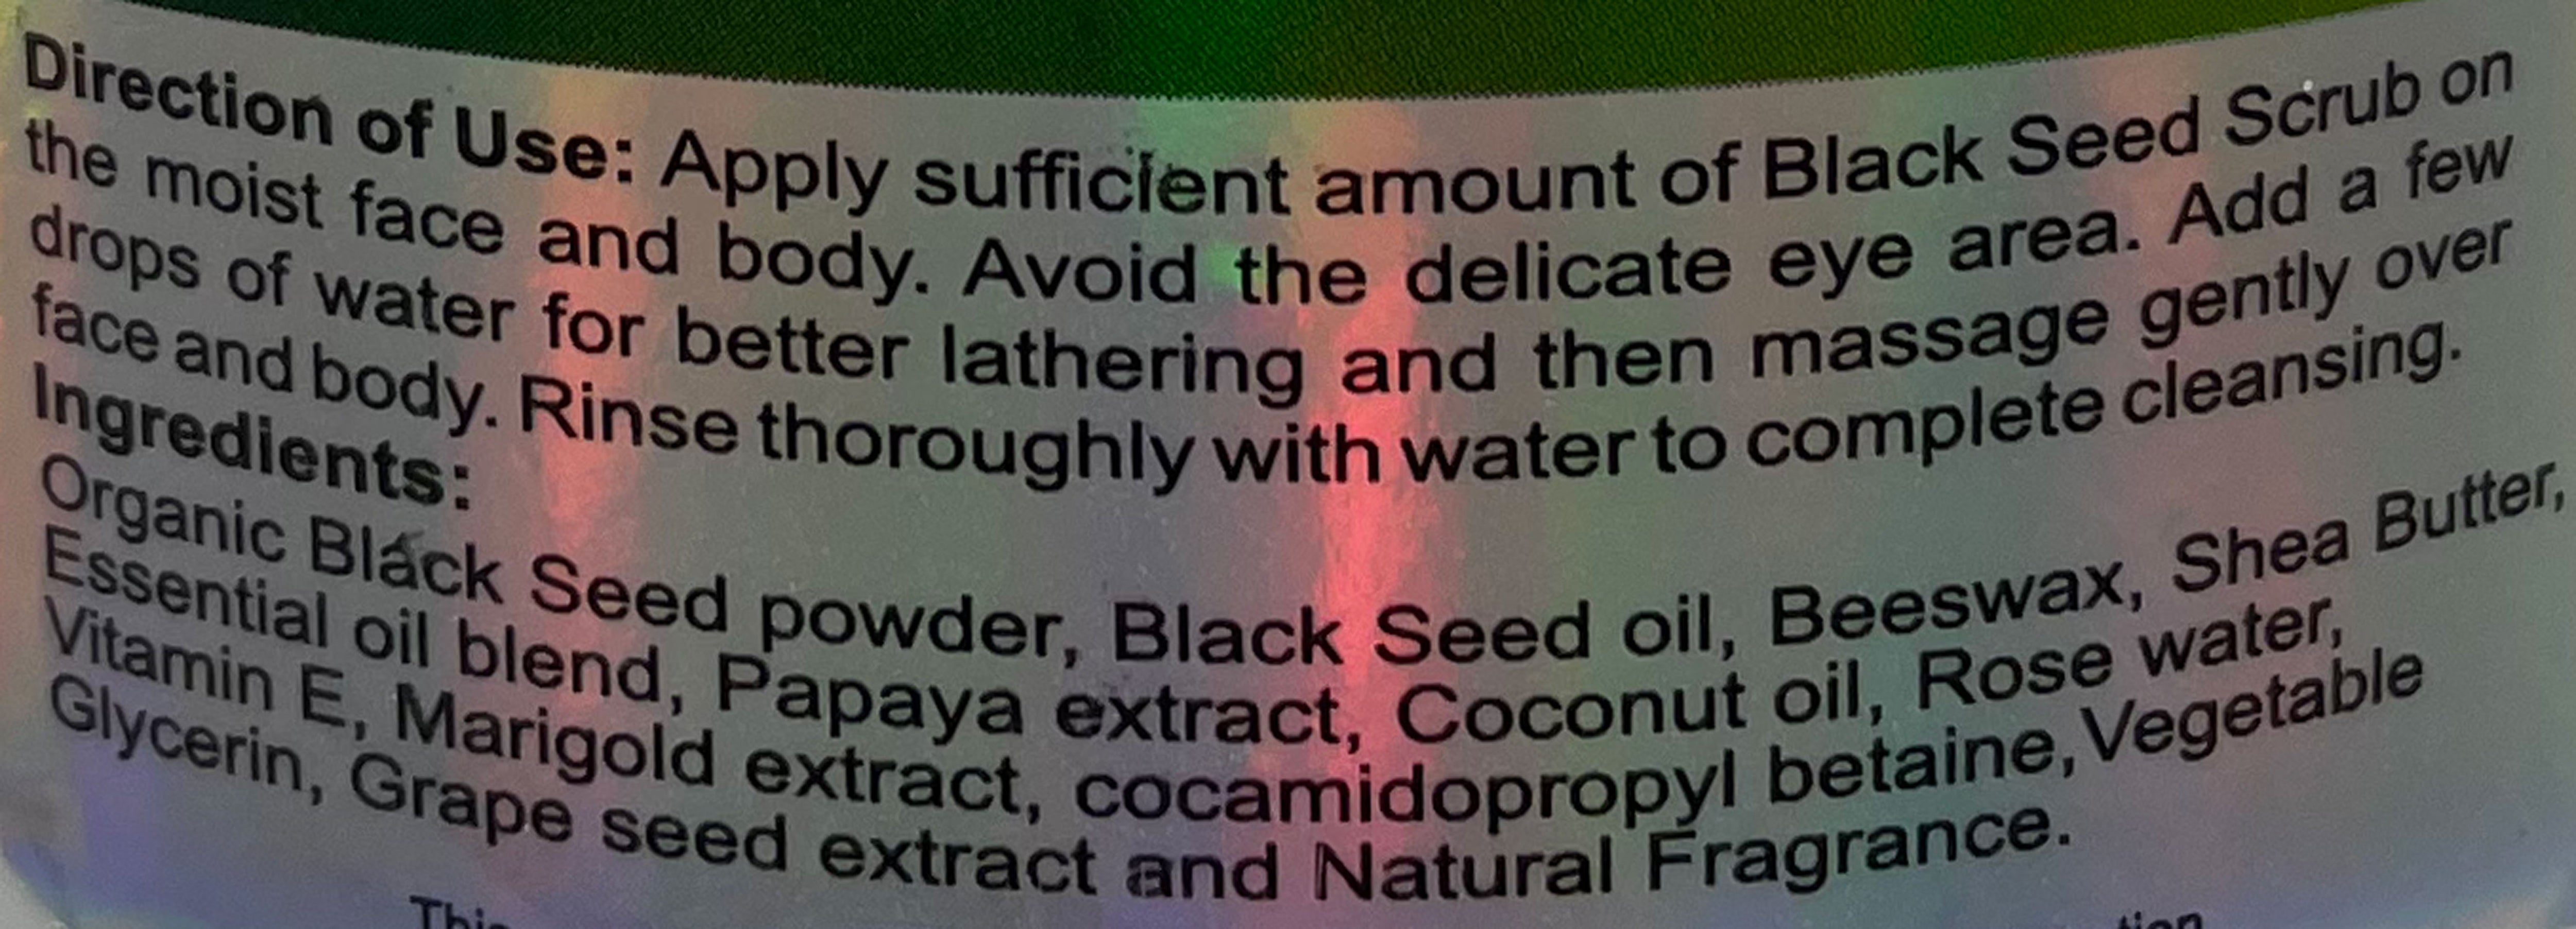 Direction of Use: Apply sufficient amount of Black Seed Scrub on
the moist face and body. Avoid the delicate eye area. Add a few
drops of water for better lathering and then massage gently over
face and body. Rinse thoroughly with water to complete cleansing.
Ingredients:
Organic Black Seed powder, Black Seed oil, Beeswax, Shea Butter,
Essential oil blend, Papaya extract, Coconut oil, Rose water,
Vitamin E, Marigold extract, cocamidopropyl betaine, Vegetable
Glycerin, Grape seed extract and Natural Fragrance.